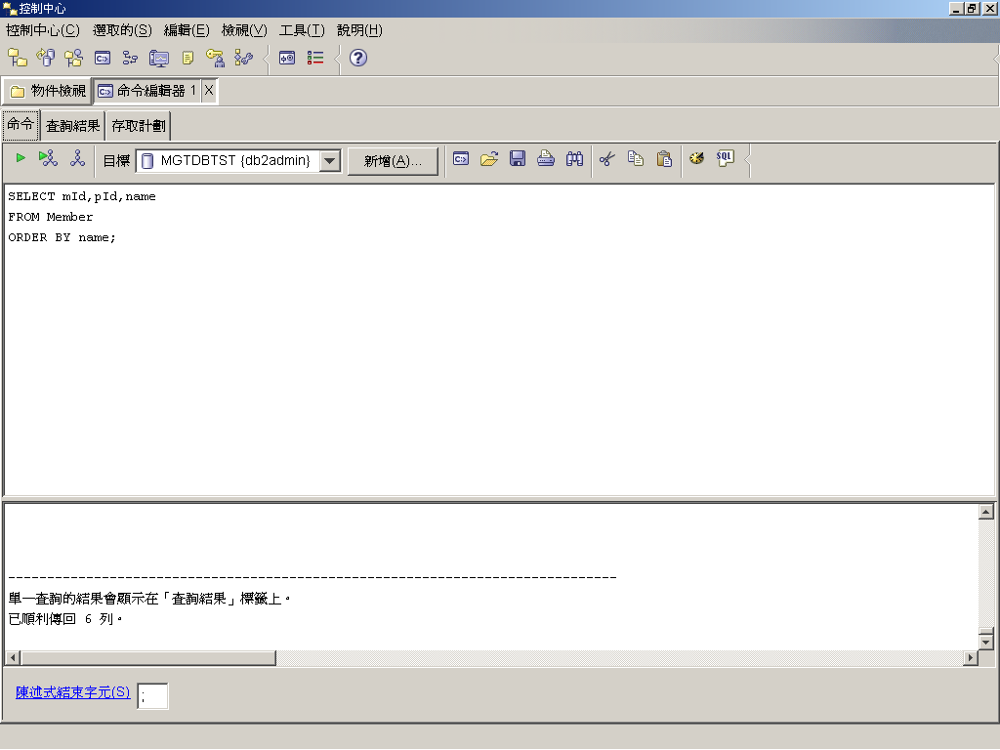 控制中心
控制中心(C) 選取的(S) 編輯(E) 檢視(V) 工具(T) 說明(H)
物件檢視 命令編輯器 1 X
命令 查詢結果 存取計劃
目標 MGTDBTST {db2admin} 新增(A)... SQL
SELECT mId,pId,name
FROM Member
ORDER BY name;
------------------------------------------------------------------------------
單一查詢的結果會顯示在「查詢結果」標籤上。
已順利傳回 6 列。
陳述式結束字元(S) ;